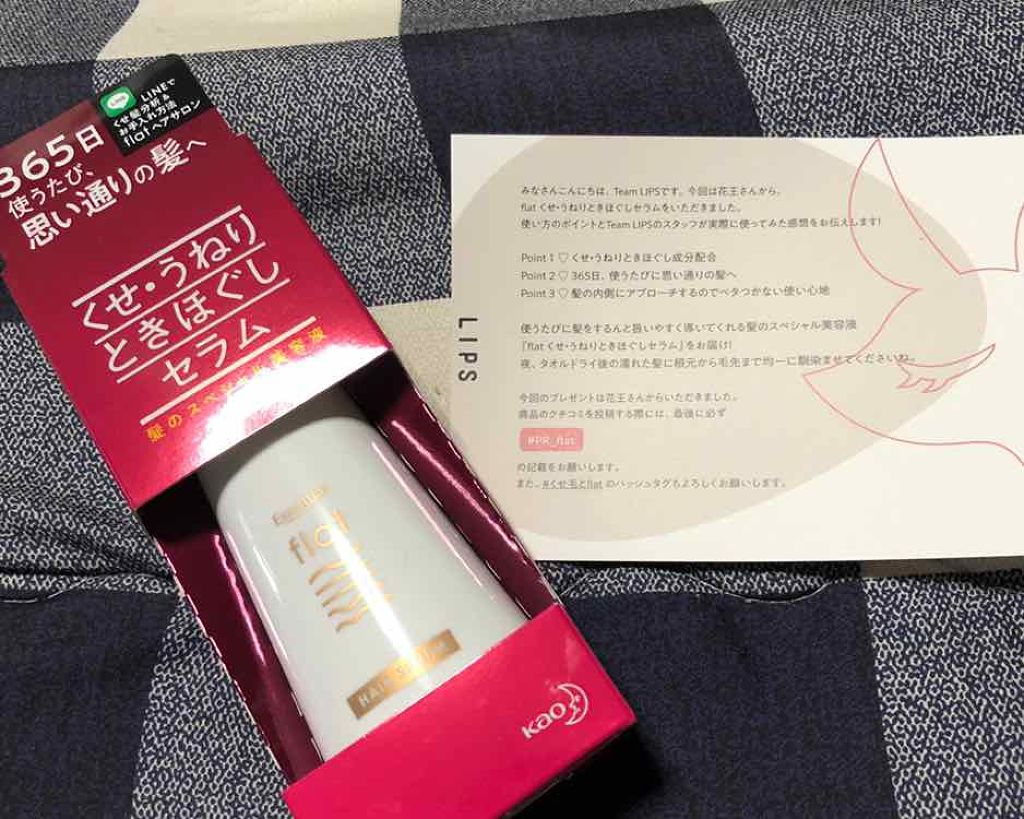 LINEで
くせ髪分析&
お手入れ方法
flatヘアサロン
365日
使うたび、
思い通りの髪へ
くせ・うねり
ときほぐし
セラム
髪のスペシャル美容液
Essential
flat
HAIR SERUM
Kao
LIPS
みなさんこんにちは、Team LIPSです。今回は花王さんから、
flat くせ・うねりときほぐしセラムをいただきました。
使い方のポイントとTeam LIPSのスタッフが実際に使ってみた感想をお伝えします!
Point 1 ♡ くせ・うねりときほぐし成分配合
Point 2 ♡ 365日、使うたびに思い通りの髪へ
Point 3 ♡ 髪の内側にアプローチするのでベタつかない使い心地
使うたびに髪をするんと扱いやすく導いてくれる髪のスペシャル美容液
「flat くせ・うねりときほぐしセラム」をお届け!
夜、タオルドライ後の濡れた髪に根元から毛先まで均一に馴染ませてくださいね。
今回のプレゼントは花王さんからいただきました。
商品のクチコミを投稿する際には、最後に必ず
#PR_flat
の記載をお願いします。
また、#くせ毛とflat のハッシュタグもよろしくお願いします。